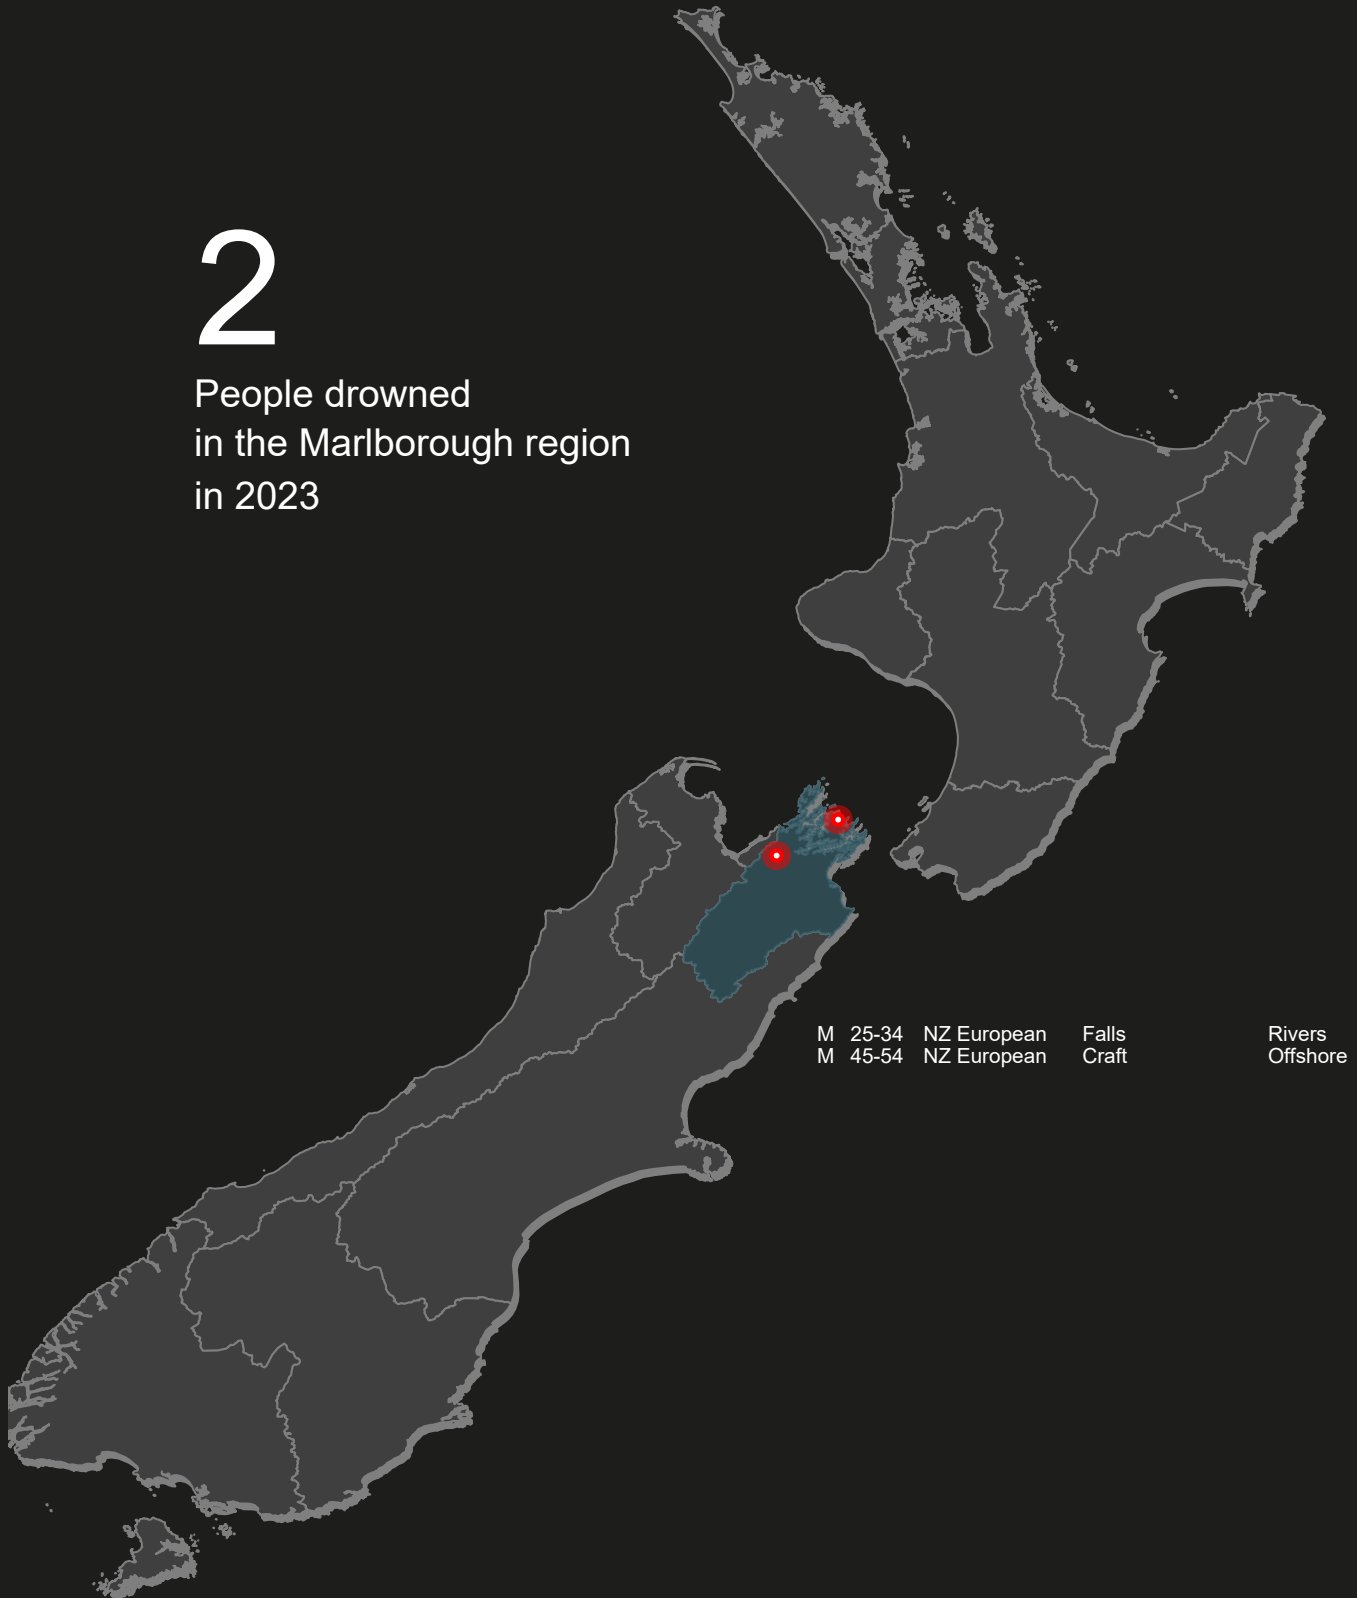 2
People drowned
in the Marlborough region
in 2023
M 25-34 NZ European Falls Rivers
M 45-54 NZ European Craft Offshore